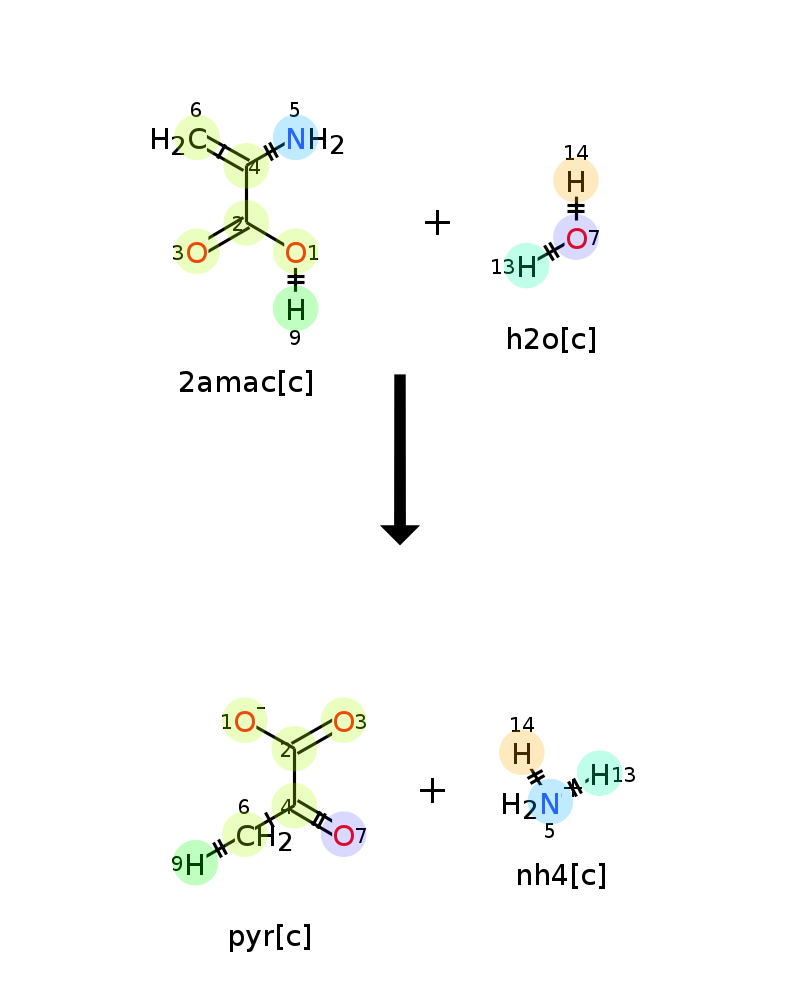 6 5
H2C NH2
4
14
H
2
+
O7
3O O1
13H
H
9
h2o[c]
2amac[c]
1O⁻ O3
2
14
H
H13
+
6 4
H2N⁺
9H CH2 O7
5
nh4[c]
pyr[c]